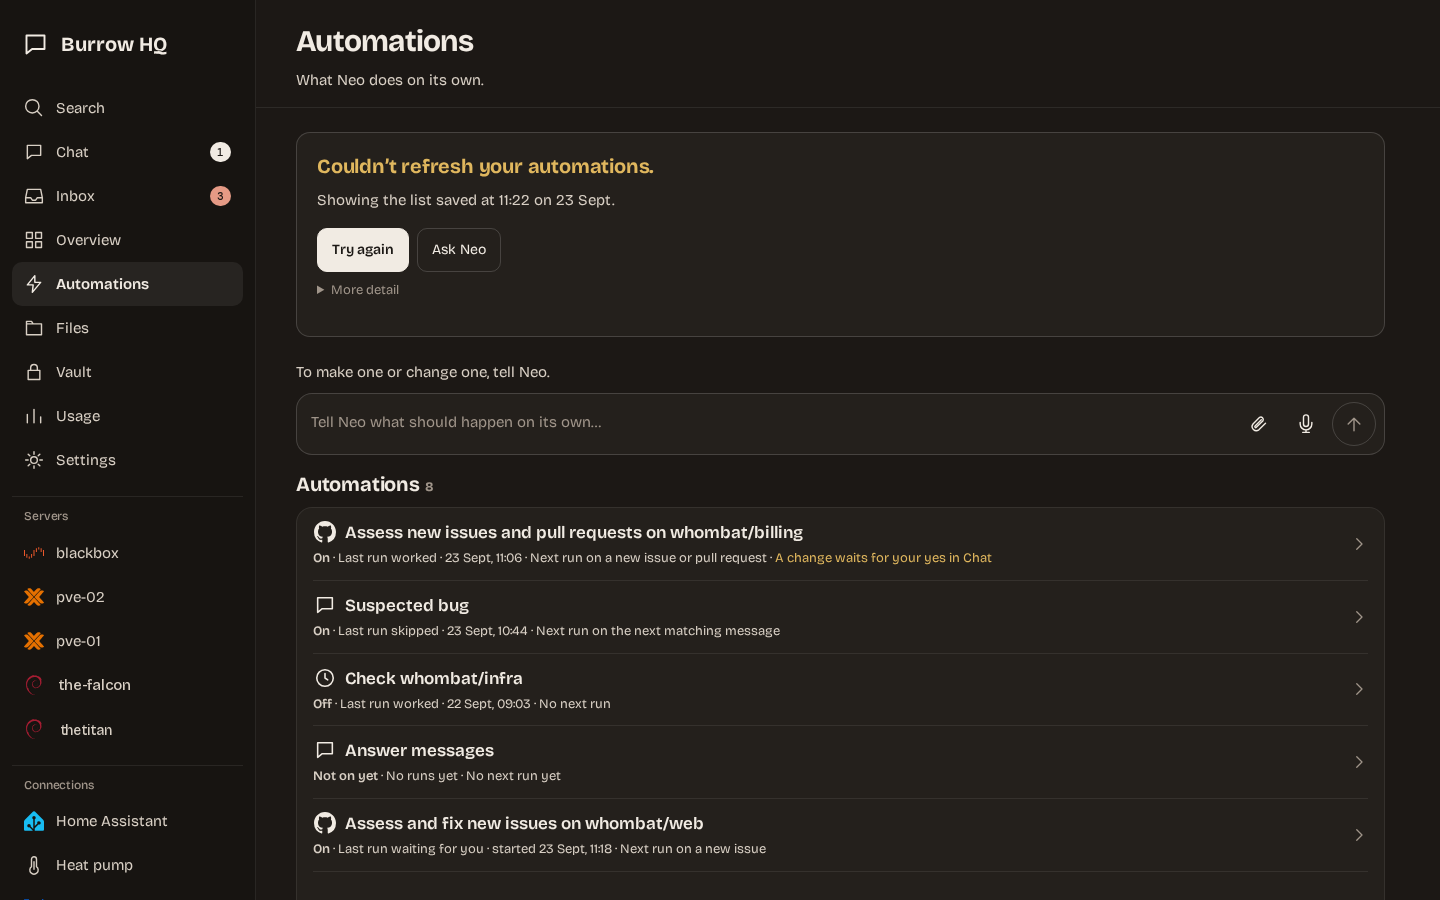 Burrow HQ
Search
Chat 1
Inbox 3
Overview
Automations
Files
Vault
Usage
Settings
Servers
blackbox
pve-02
pve-01
the-falcon
thetitan
Connections
Home Assistant
Heat pump
Automations
What Neo does on its own.
Couldn’t refresh your automations.
Showing the list saved at 11:22 on 23 Sept.
Try again Ask Neo
More detail
To make one or change one, tell Neo.
Tell Neo what should happen on its own...
Automations 8
Assess new issues and pull requests on whombat/billing
On · Last run worked · 23 Sept, 11:06 · Next run on a new issue or pull request · A change waits for your yes in Chat
Suspected bug
On · Last run skipped · 23 Sept, 10:44 · Next run on the next matching message
Check whombat/infra
Off · Last run worked · 22 Sept, 09:03 · No next run
Answer messages
Not on yet · No runs yet · No next run yet
Assess and fix new issues on whombat/web
On · Last run waiting for you · started 23 Sept, 11:18 · Next run on a new issue